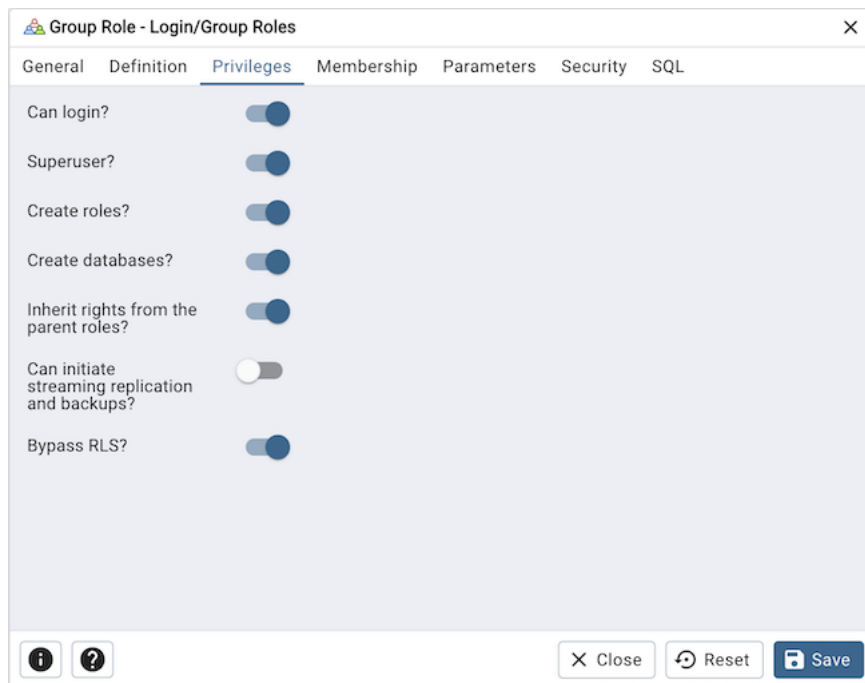 Group Role - Login/Group Roles
General Definition Privileges Membership Parameters Security SQL
Can login?
Superuser?
Create roles?
Create databases?
Inherit rights from the
parent roles?
Can initiate
streaming replication
and backups?
Bypass RLS?
Close Reset Save